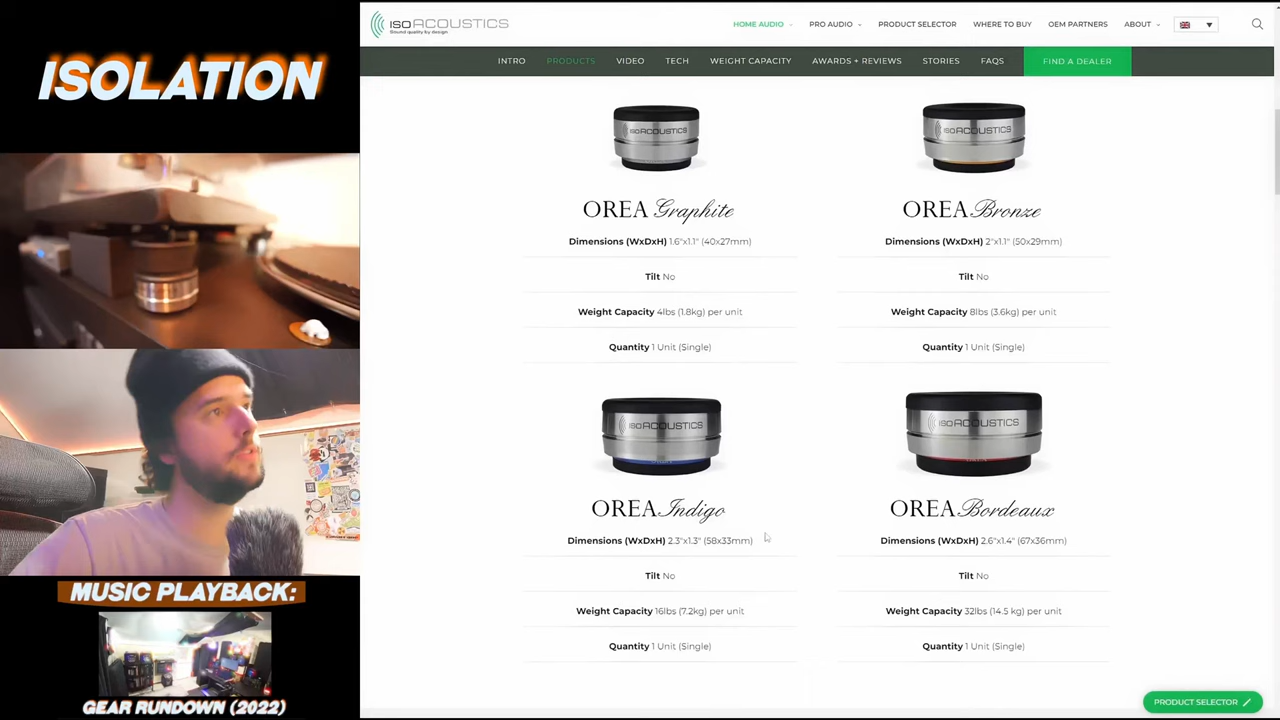 ISOLATION
MUSIC PLAYBACK:
GEAR RUNDOWN (2022)
isoACOUSTICS
Sound quality by design
HOME AUDIO
PRO AUDIO
PRODUCT SELECTOR
WHERE TO BUY
OEM PARTNERS
ABOUT
INTRO
PRODUCTS
VIDEO
TECH
WEIGHT CAPACITY
AWARDS + REVIEWS
STORIES
FAQS
FIND A DEALER
isoACOUSTICS
isoACOUSTICS
OREA Graphite
OREA Bronze
Dimensions (WxDxH) 1.6"x1.1" (40x27mm)
Dimensions (WxDxH) 2"x1.1" (50x29mm)
Tilt No
Tilt No
Weight Capacity 4lbs (1.8kg) per unit
Weight Capacity 8lbs (3.6kg) per unit
Quantity 1 Unit (Single)
Quantity 1 Unit (Single)
isoACOUSTICS
isoACOUSTICS
OREA Indigo
OREA Bordeaux
Dimensions (WxDxH) 2.3"x1.3" (58x33mm)
Dimensions (WxDxH) 2.6"x1.4" (67x36mm)
Tilt No
Tilt No
Weight Capacity 16lbs (7.2kg) per unit
Weight Capacity 32lbs (14.5 kg) per unit
Quantity 1 Unit (Single)
Quantity 1 Unit (Single)
PRODUCT SELECTOR